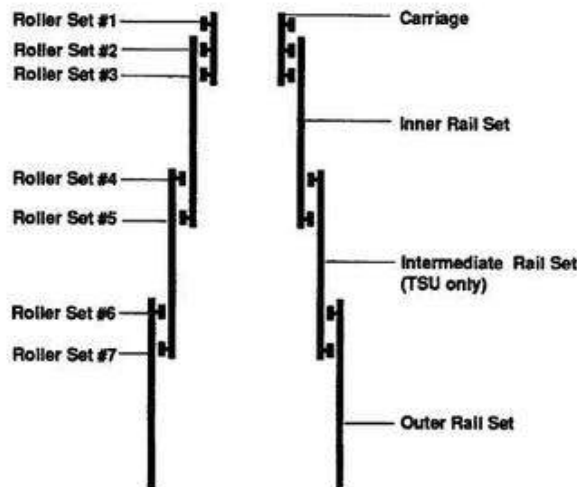 Roller Set #1
Roller Set #2
Roller Set #3
Roller Set #4
Roller Set #5
Roller Set #6
Roller Set #7
Carriage
Inner Rail Set
Intermediate Rail Set
(TSU only)
Outer Rail Set